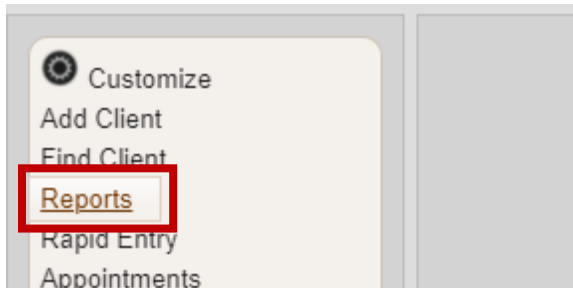 Customize
Add Client
Find Client
Reports
Rapid Entry
Appointments